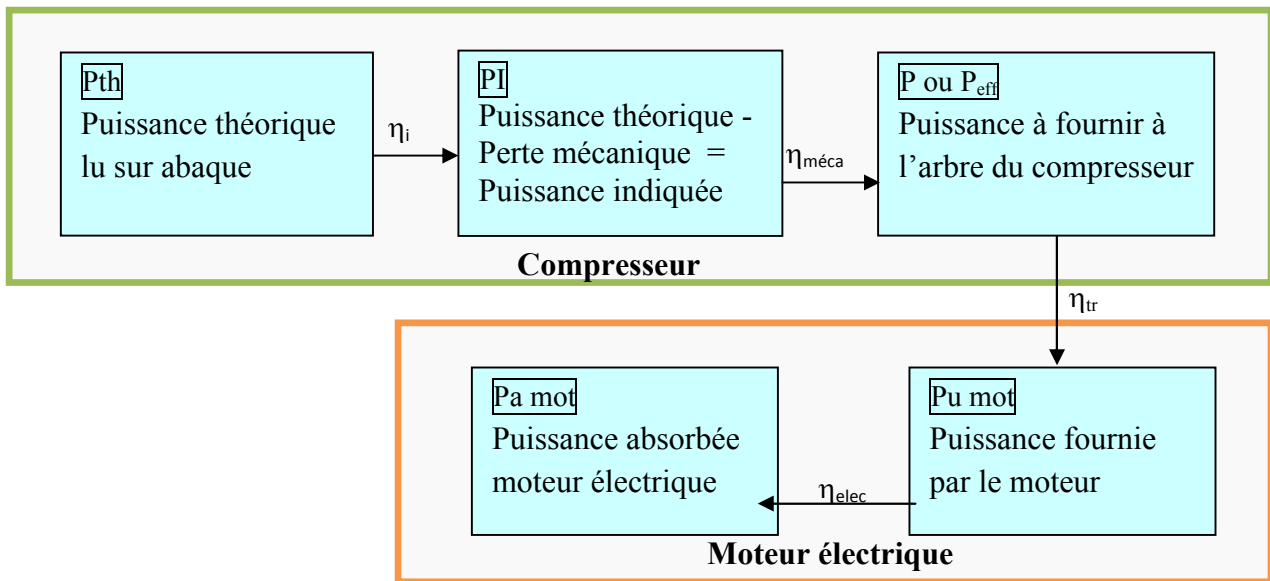 Pth
Puissance théorique
lu sur abaque
ηi
PI
Puissance théorique -
Perte mécanique =
Puissance indiquée
ηméca
P ou Peff
Puissance à fournir à
l’arbre du compresseur
Compresseur
ηtr
Pa mot
Puissance absorbée
moteur électrique
ηelec
Pu mot
Puissance fournie
par le moteur
Moteur électrique